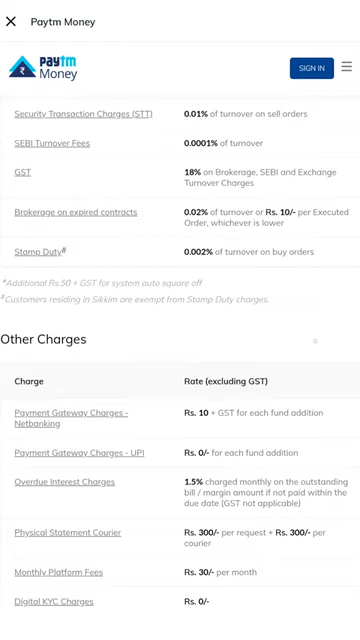 Paytm Money
paytm
Money
SIGN IN
Security Transaction Charges (STT)
0.01% of turnover on sell orders
SEBI Turnover Fees
0.0001% of turnover
GST
18% on Brokerage, SEBI and Exchange
Turnover Charges
Brokerage on expired contracts
0.02% of turnover or Rs. 10/- per Executed
Order, whichever is lower
Stamp Duty#
0.002% of turnover on buy orders
*Additional Rs.50 + GST for system auto square off
#Customers residing in Sikkim are exempt from Stamp Duty charges.
Other Charges
Charge
Rate (excluding GST)
Payment Gateway Charges -
Netbanking
Rs. 10 + GST for each fund addition
Payment Gateway Charges - UPI
Rs. 0/- for each fund addition
Overdue Interest Charges
1.5% charged monthly on the outstanding
bill / margin amount if not paid within the
due date (GST not applicable)
Physical Statement Courier
Rs. 300/- per request + Rs. 300/- per
courier
Monthly Platform Fees
Rs. 30/- per month
Digital KYC Charges
Rs. 0/-